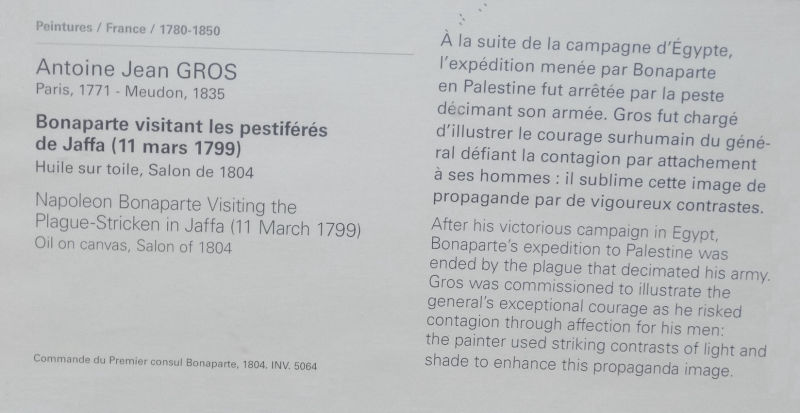 Peintures / France / 1780-1850
Antoine Jean GROS
Paris, 1771 - Meudon, 1835
Bonaparte visitant les pestiférés
de Jaffa (11 mars 1799)
Huile sur toile, Salon de 1804
Napoleon Bonaparte Visiting the
Plague-Stricken in Jaffa (11 March 1799)
Oil on canvas, Salon of 1804
Commande du Premier consul Bonaparte, 1804. INV. 5064
À la suite de la campagne d'Égypte,
l'expédition menée par Bonaparte
en Palestine fut arrêtée par la peste
décimant son armée. Gros fut chargé
d'illustrer le courage surhumain du géné-
ral défiant la contagion par attachement
à ses hommes : il sublime cette image de
propagande par de vigoureux contrastes.
After his victorious campaign in Egypt,
Bonaparte's expedition to Palestine was
ended by the plague that decimated his army.
Gros was commissioned to illustrate the
general's exceptional courage as he risked
contagion through affection for his men:
the painter used striking contrasts of light and
shade to enhance this propaganda image.